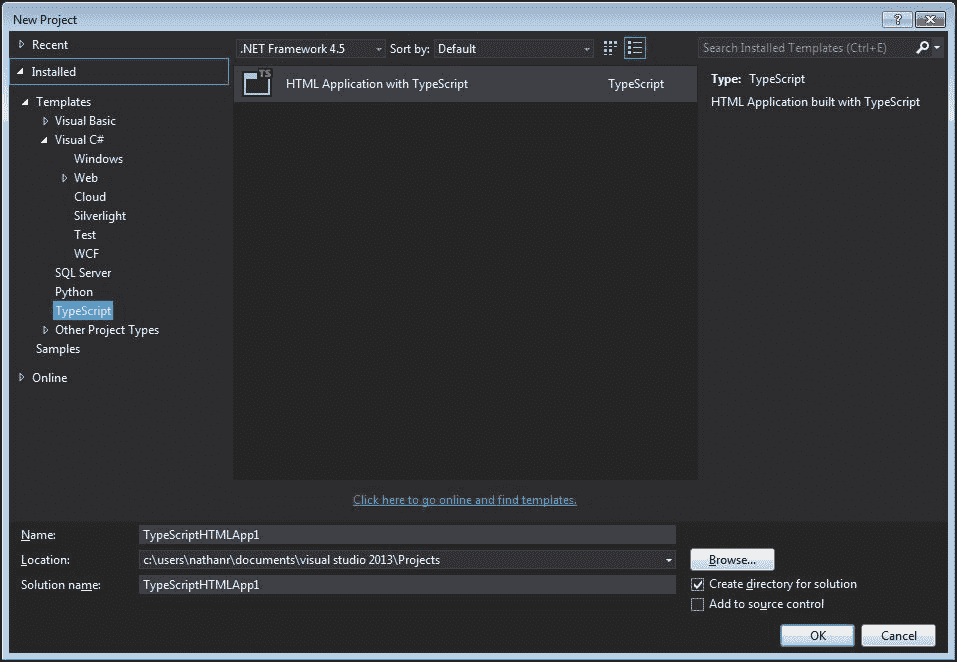 New Project
?
Recent
Installed
Templates
Visual Basic
Visual C#
Windows
Web
Cloud
Silverlight
Test
WCF
SQL Server
Python
TypeScript
Other Project Types
Samples
Online
.NET Framework 4.5 Sort by: Default
TS
HTML Application with TypeScript TypeScript
Click here to go online and find templates.
Search Installed Templates (Ctrl+E)
Type: TypeScript
HTML Application built with TypeScript
Name: TypeScriptHTMLApp1
Location: c:\users\nathanr\documents\visual studio 2013\Projects Browse...
Solution name: TypeScriptHTMLApp1 Create directory for solution
Add to source control
OK Cancel